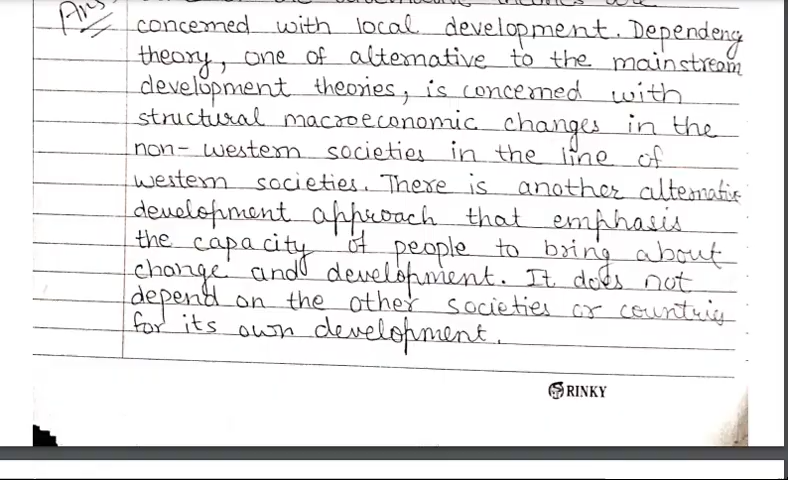 Ans
concerned with local development. Dependency
theory, one of alternative to the mainstream
development theories, is concerned with
structural macroeconomic changes in the
non-western societies in the line of
western societies. There is another alternative
development approach that emphasis
the capacity of people to bring about
change and development. It does not
depend on the other societies or countries
for its own development.
RINKY